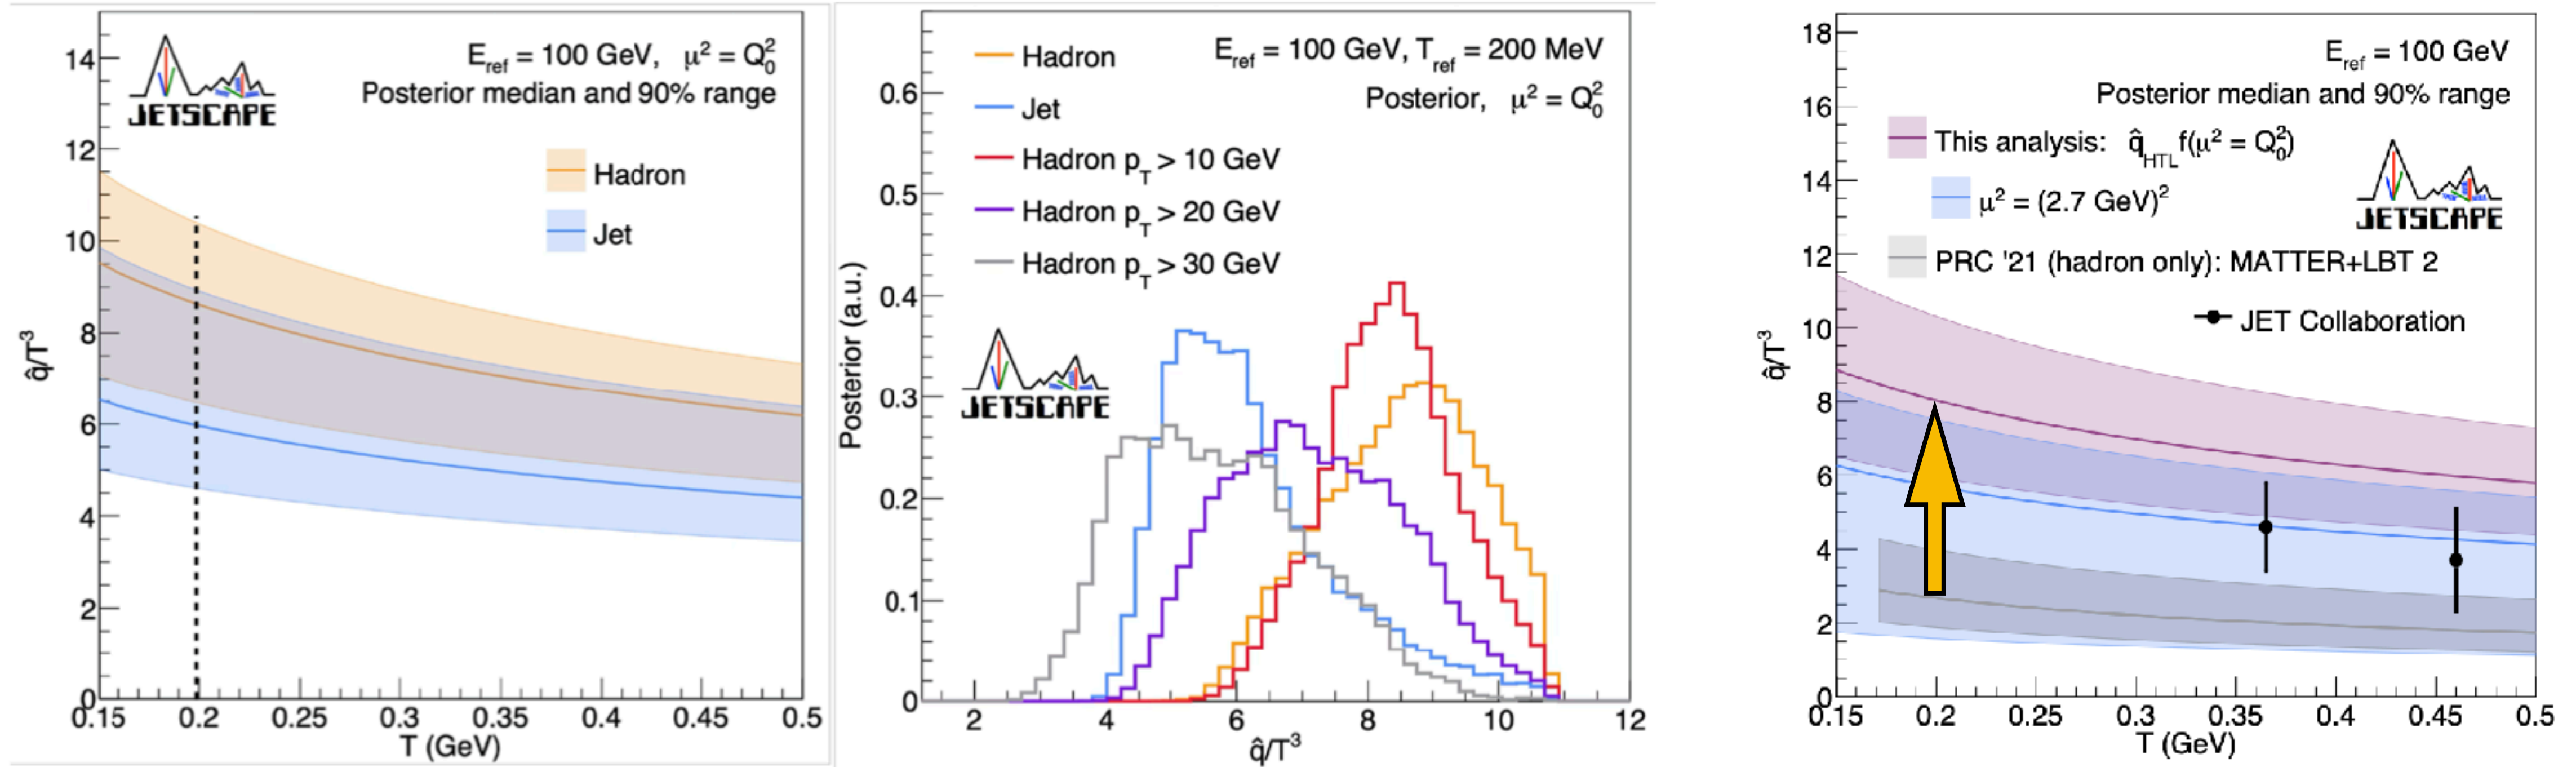 E_ref = 100 GeV, μ² = Q₀²
Posterior median and 90% range
JETSCAPE
Hadron
Jet
14
12
10
8
6
4
2
0
q̂/T³
0.15 0.2 0.25 0.3 0.35 0.4 0.45 0.5
T (GeV)
Hadron
Jet
Hadron p_T > 10 GeV
Hadron p_T > 20 GeV
Hadron p_T > 30 GeV
E_ref = 100 GeV, T_ref = 200 MeV
Posterior, μ² = Q₀²
JETSCAPE
0.6
0.5
0.4
0.3
0.2
0.1
0
Posterior (a.u.)
2 4 6 8 10 12
q̂/T³
E_ref = 100 GeV
Posterior median and 90% range
This analysis: q̂_HTL f(μ² = Q₀²)
μ² = (2.7 GeV)²
JETSCAPE
PRC '21 (hadron only): MATTER+LBT 2
JET Collaboration
18
16
14
12
10
8
6
4
2
0
q̂/T³
0.15 0.2 0.25 0.3 0.35 0.4 0.45 0.5
T (GeV)